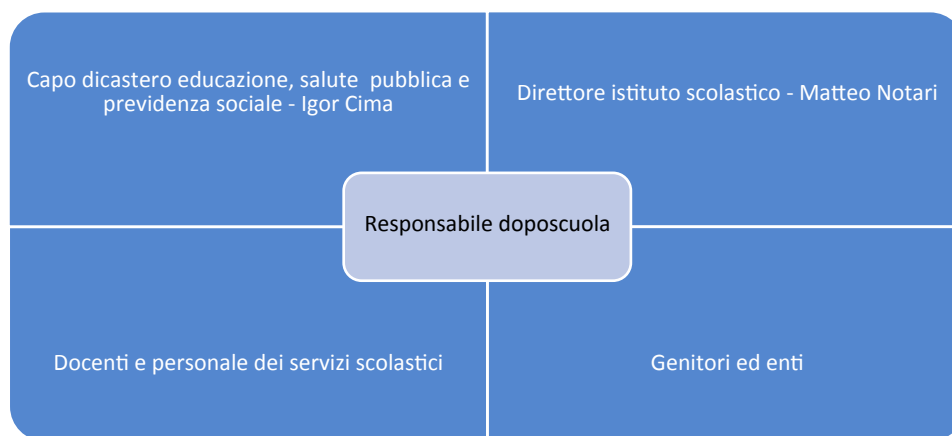 Capo dicastero educazione, salute pubblica e
previdenza sociale - Igor Cima
Direttore istituto scolastico - Matteo Notari
Responsabile doposcuola
Docenti e personale dei servizi scolastici
Genitori ed enti